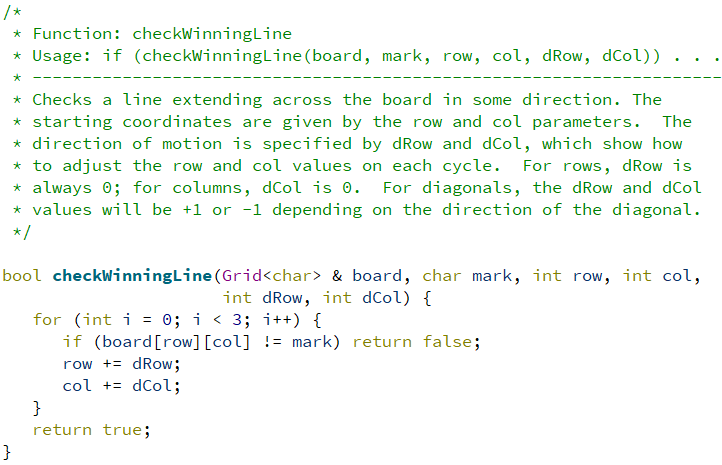 /*
 * Function: checkWinningLine
 * Usage: if (checkWinningLine(board, mark, row, col, dRow, dCol)) . . .
 * ---------------------------------------------------------------------
 * Checks a line extending across the board in some direction. The
 * starting coordinates are given by the row and col parameters.  The
 * direction of motion is specified by dRow and dCol, which show how
 * to adjust the row and col values on each cycle.  For rows, dRow is
 * always 0; for columns, dCol is 0.  For diagonals, the dRow and dCol
 * values will be +1 or -1 depending on the direction of the diagonal.
 */

bool checkWinningLine(Grid<char> & board, char mark, int row, int col,
                      int dRow, int dCol) {
   for (int i = 0; i < 3; i++) {
      if (board[row][col] != mark) return false;
      row += dRow;
      col += dCol;
   }
   return true;
}